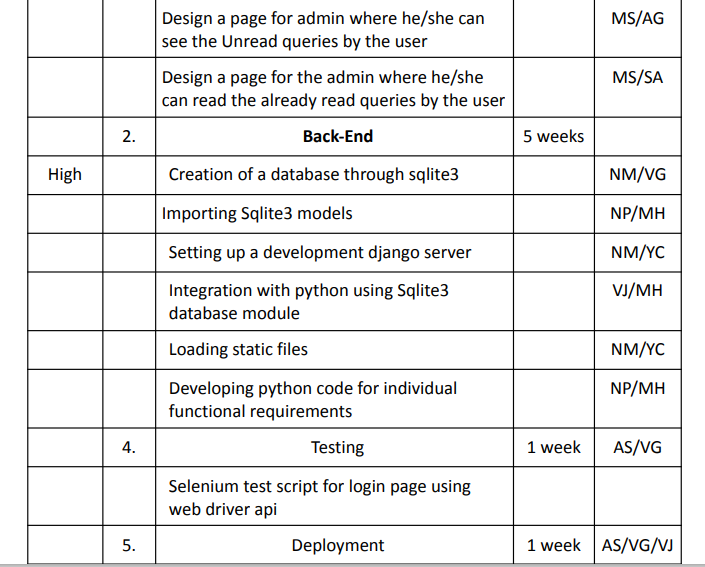 Design a page for admin where he/she can MS/AG
see the Unread queries by the user
Design a page for the admin where he/she MS/SA
can read the already read queries by the user
2. Back-End 5 weeks
High Creation of a database through sqlite3 NM/VG
Importing Sqlite3 models NP/MH
Setting up a development django server NM/YC
Integration with python using Sqlite3 VJ/MH
database module
Loading static files NM/YC
Developing python code for individual NP/MH
functional requirements
4. Testing 1 week AS/VG
Selenium test script for login page using
web driver api
5. Deployment 1 week AS/VG/VJ